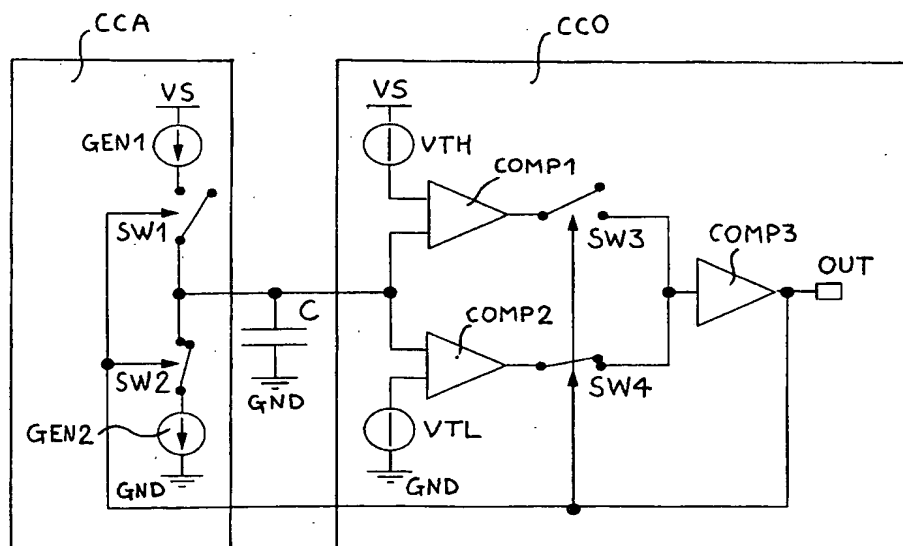 CCA
CCO
VS
VS
GEN1
VTH
COMP1
SW1
SW3
COMP3
OUT
C
COMP2
SW2
GND
SW4
GEN2
VTL
GND
GND